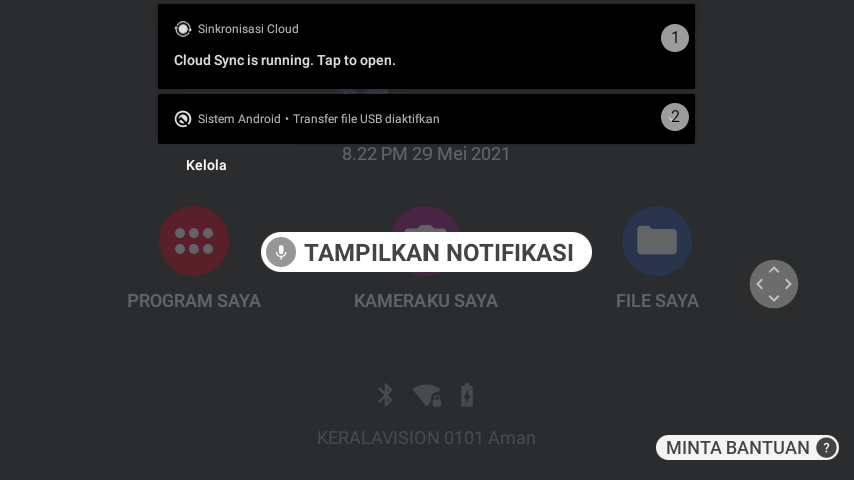 Sinkronisasi Cloud
1
Cloud Sync is running. Tap to open.
Sistem Android • Transfer file USB diaktifkan
2
8.22 PM 29 Mei 2021
Kelola
TAMPILKAN NOTIFIKASI
PROGRAM SAYA
KAMERAKU SAYA
FILE SAYA
KERALAVISION 0101 Aman
MINTA BANTUAN ?